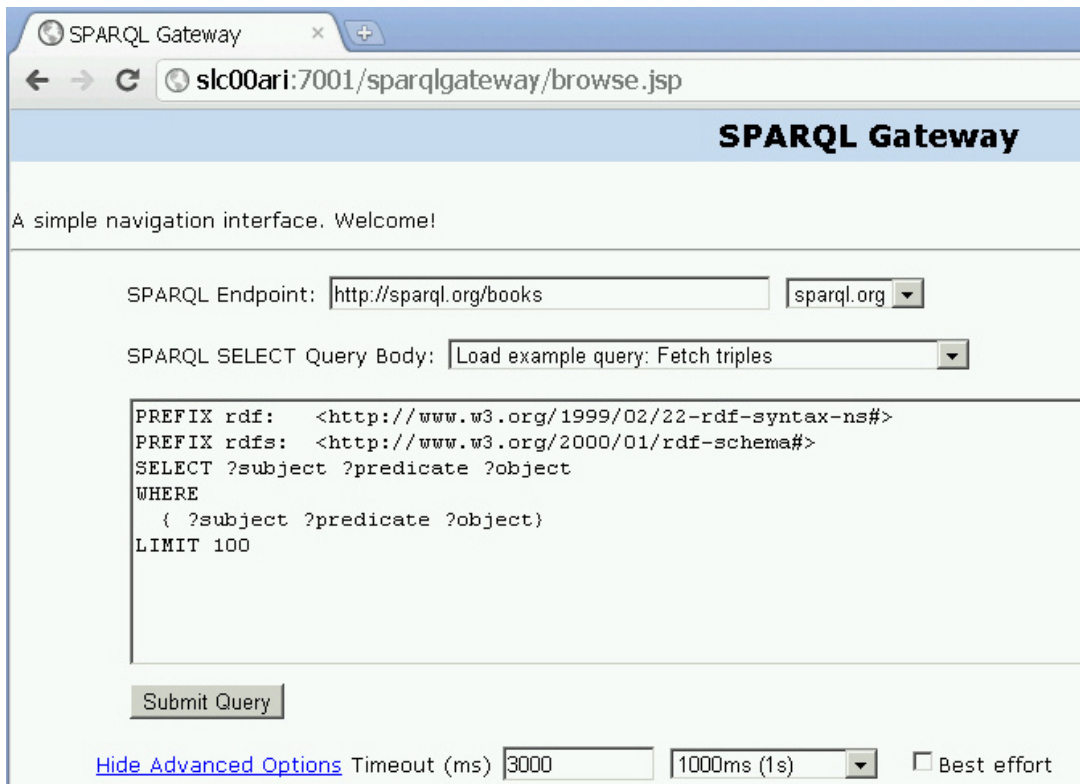 SPARQL Gateway
slc00ari:7001/sparqlgateway/browse.jsp
SPARQL Gateway
A simple navigation interface. Welcome!
SPARQL Endpoint: http://sparql.org/books sparql.org
SPARQL SELECT Query Body: Load example query: Fetch triples
PREFIX rdf: <http://www.w3.org/1999/02/22-rdf-syntax-ns#>
PREFIX rdfs: <http://www.w3.org/2000/01/rdf-schema#>
SELECT ?subject ?predicate ?object
WHERE
{ ?subject ?predicate ?object}
LIMIT 100
Submit Query
Hide Advanced Options Timeout (ms) 3000 1000ms (1s) Best effort